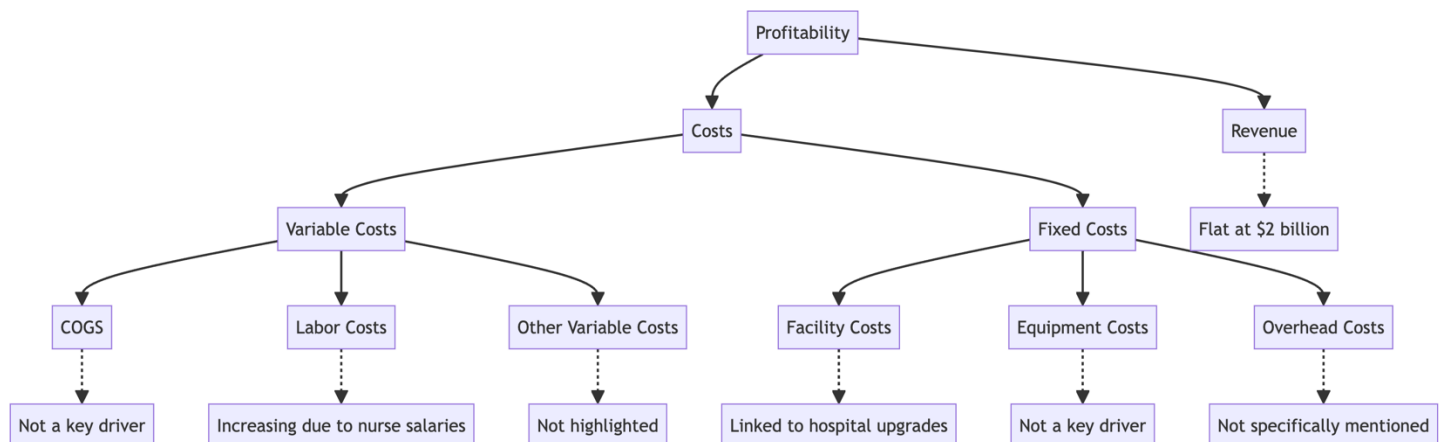 Profitability
Costs
Revenue
Variable Costs
Fixed Costs
Flat at $2 billion
COGS
Labor Costs
Other Variable Costs
Facility Costs
Equipment Costs
Overhead Costs
Not a key driver
Increasing due to nurse salaries
Not highlighted
Linked to hospital upgrades
Not a key driver
Not specifically mentioned